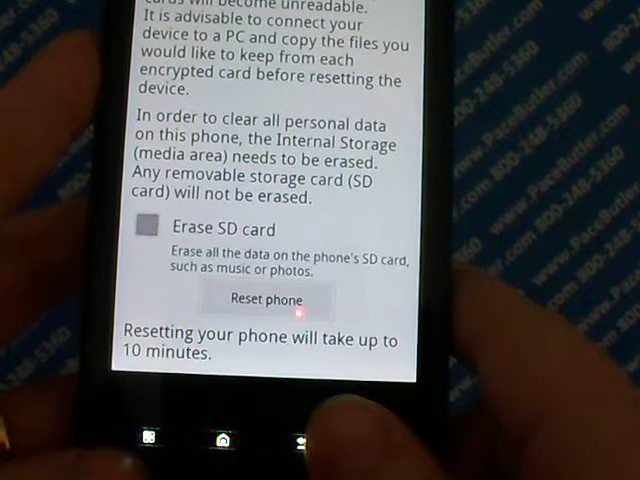 cards will become unreadable.
It is advisable to connect your
device to a PC and copy the files you
would like to keep from each
encrypted card before resetting the
device.
In order to clear all personal data
on this phone, the Internal Storage
(media area) needs to be erased.
Any removable storage card (SD
card) will not be erased.
Erase SD card
Erase all the data on the phone's SD card,
such as music or photos.
Reset phone
Resetting your phone will take up to
10 minutes.
www.PaceButler.com 800-248-5360